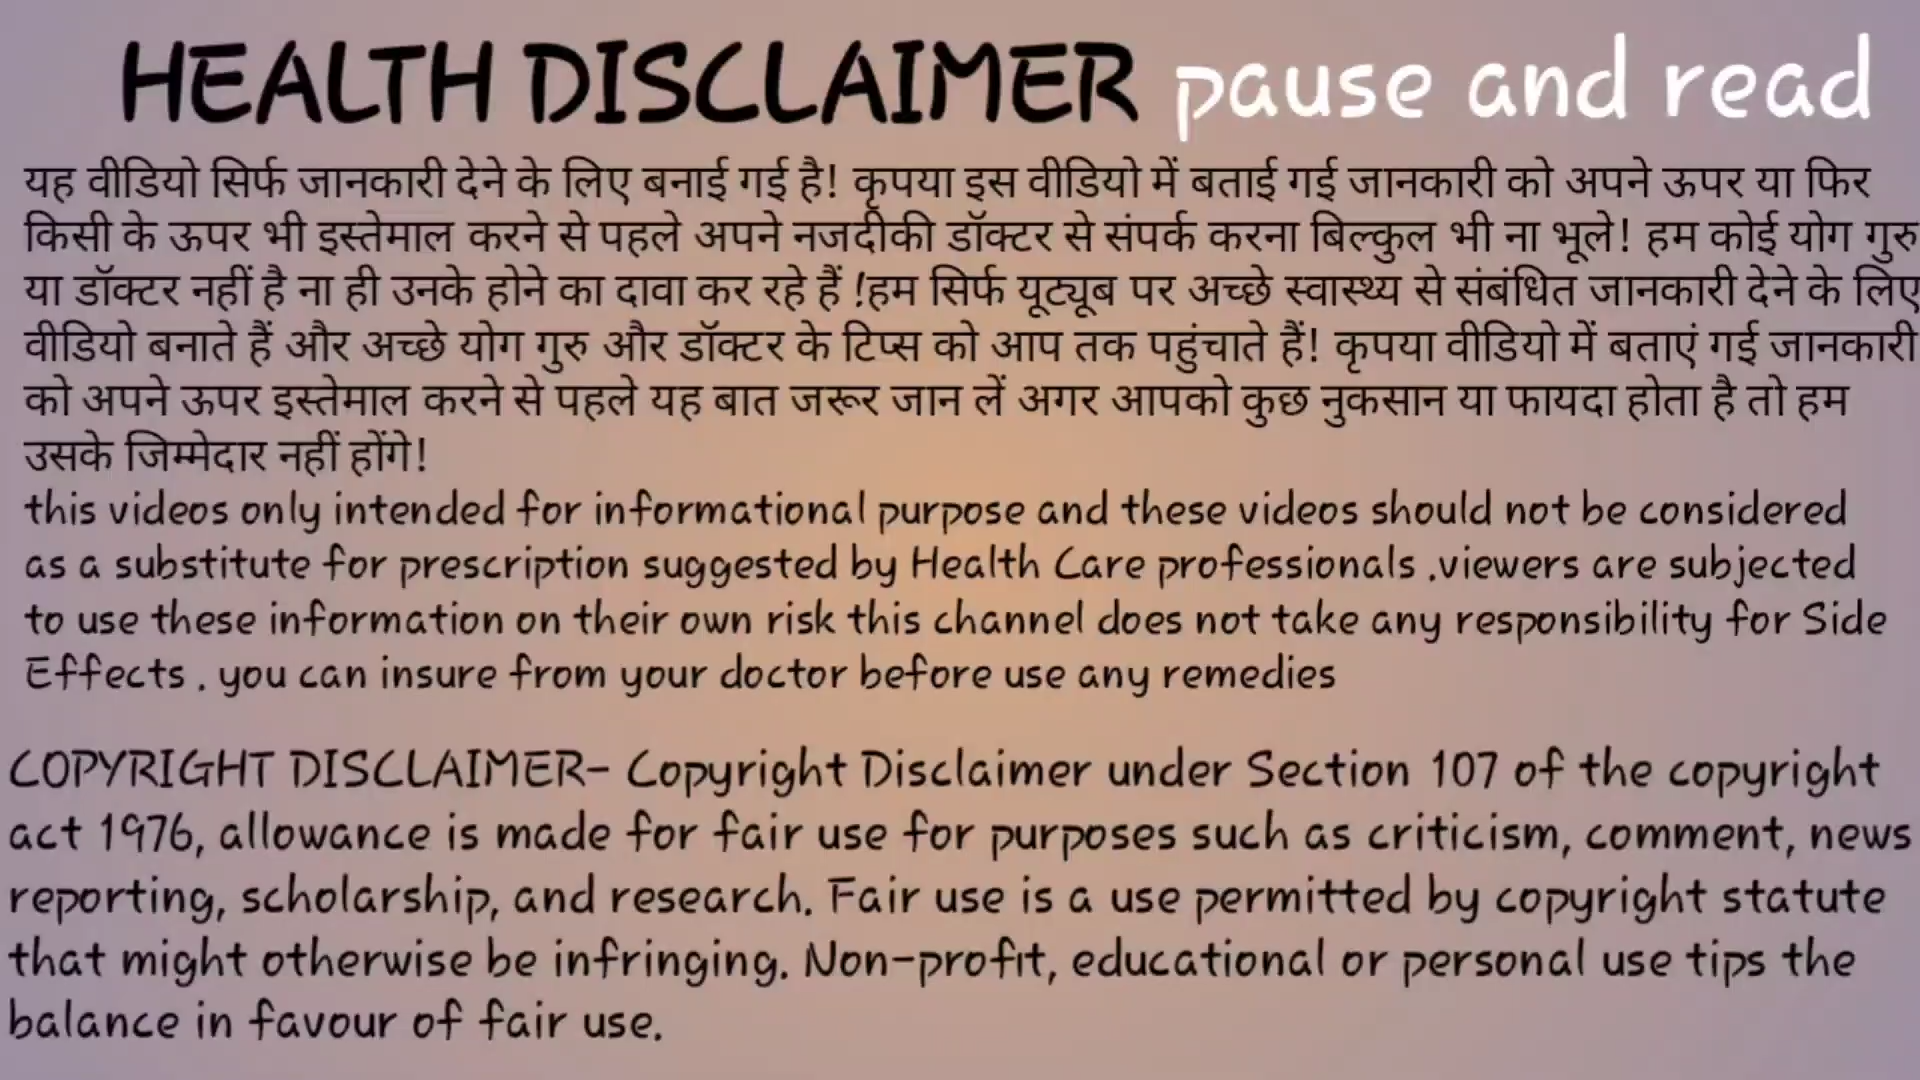 HEALTH DISCLAIMER pause and read
यह वीडियो सिर्फ जानकारी देने के लिए बनाई गई है! कृपया इस वीडियो में बताई गई जानकारी को अपने ऊपर या फिर
किसी के ऊपर भी इस्तेमाल करने से पहले अपने नजदीकी डॉक्टर से संपर्क करना बिल्कुल भी ना भूले! हम कोई योग गुरु
या डॉक्टर नहीं है ना ही उनके होने का दावा कर रहे हैं !हम सिर्फ यूट्यूब पर अच्छे स्वास्थ्य से संबंधित जानकारी देने के लिए
वीडियो बनाते हैं और अच्छे योग गुरु और डॉक्टर के टिप्स को आप तक पहुंचाते हैं! कृपया वीडियो में बताएं गई जानकारी
को अपने ऊपर इस्तेमाल करने से पहले यह बात जरूर जान लें अगर आपको कुछ नुकसान या फायदा होता है तो हम
उसके जिम्मेदार नहीं होंगे!
this videos only intended for informational purpose and these videos should not be considered
as a substitute for prescription suggested by Health Care professionals .viewers are subjected
to use these information on their own risk this channel does not take any responsibility for Side
Effects . you can insure from your doctor before use any remedies
COPYRIGHT DISCLAIMER- Copyright Disclaimer under Section 107 of the copyright
act 1976, allowance is made for fair use for purposes such as criticism, comment, news
reporting, scholarship, and research. Fair use is a use permitted by copyright statute
that might otherwise be infringing. Non-profit, educational or personal use tips the
balance in favour of fair use.